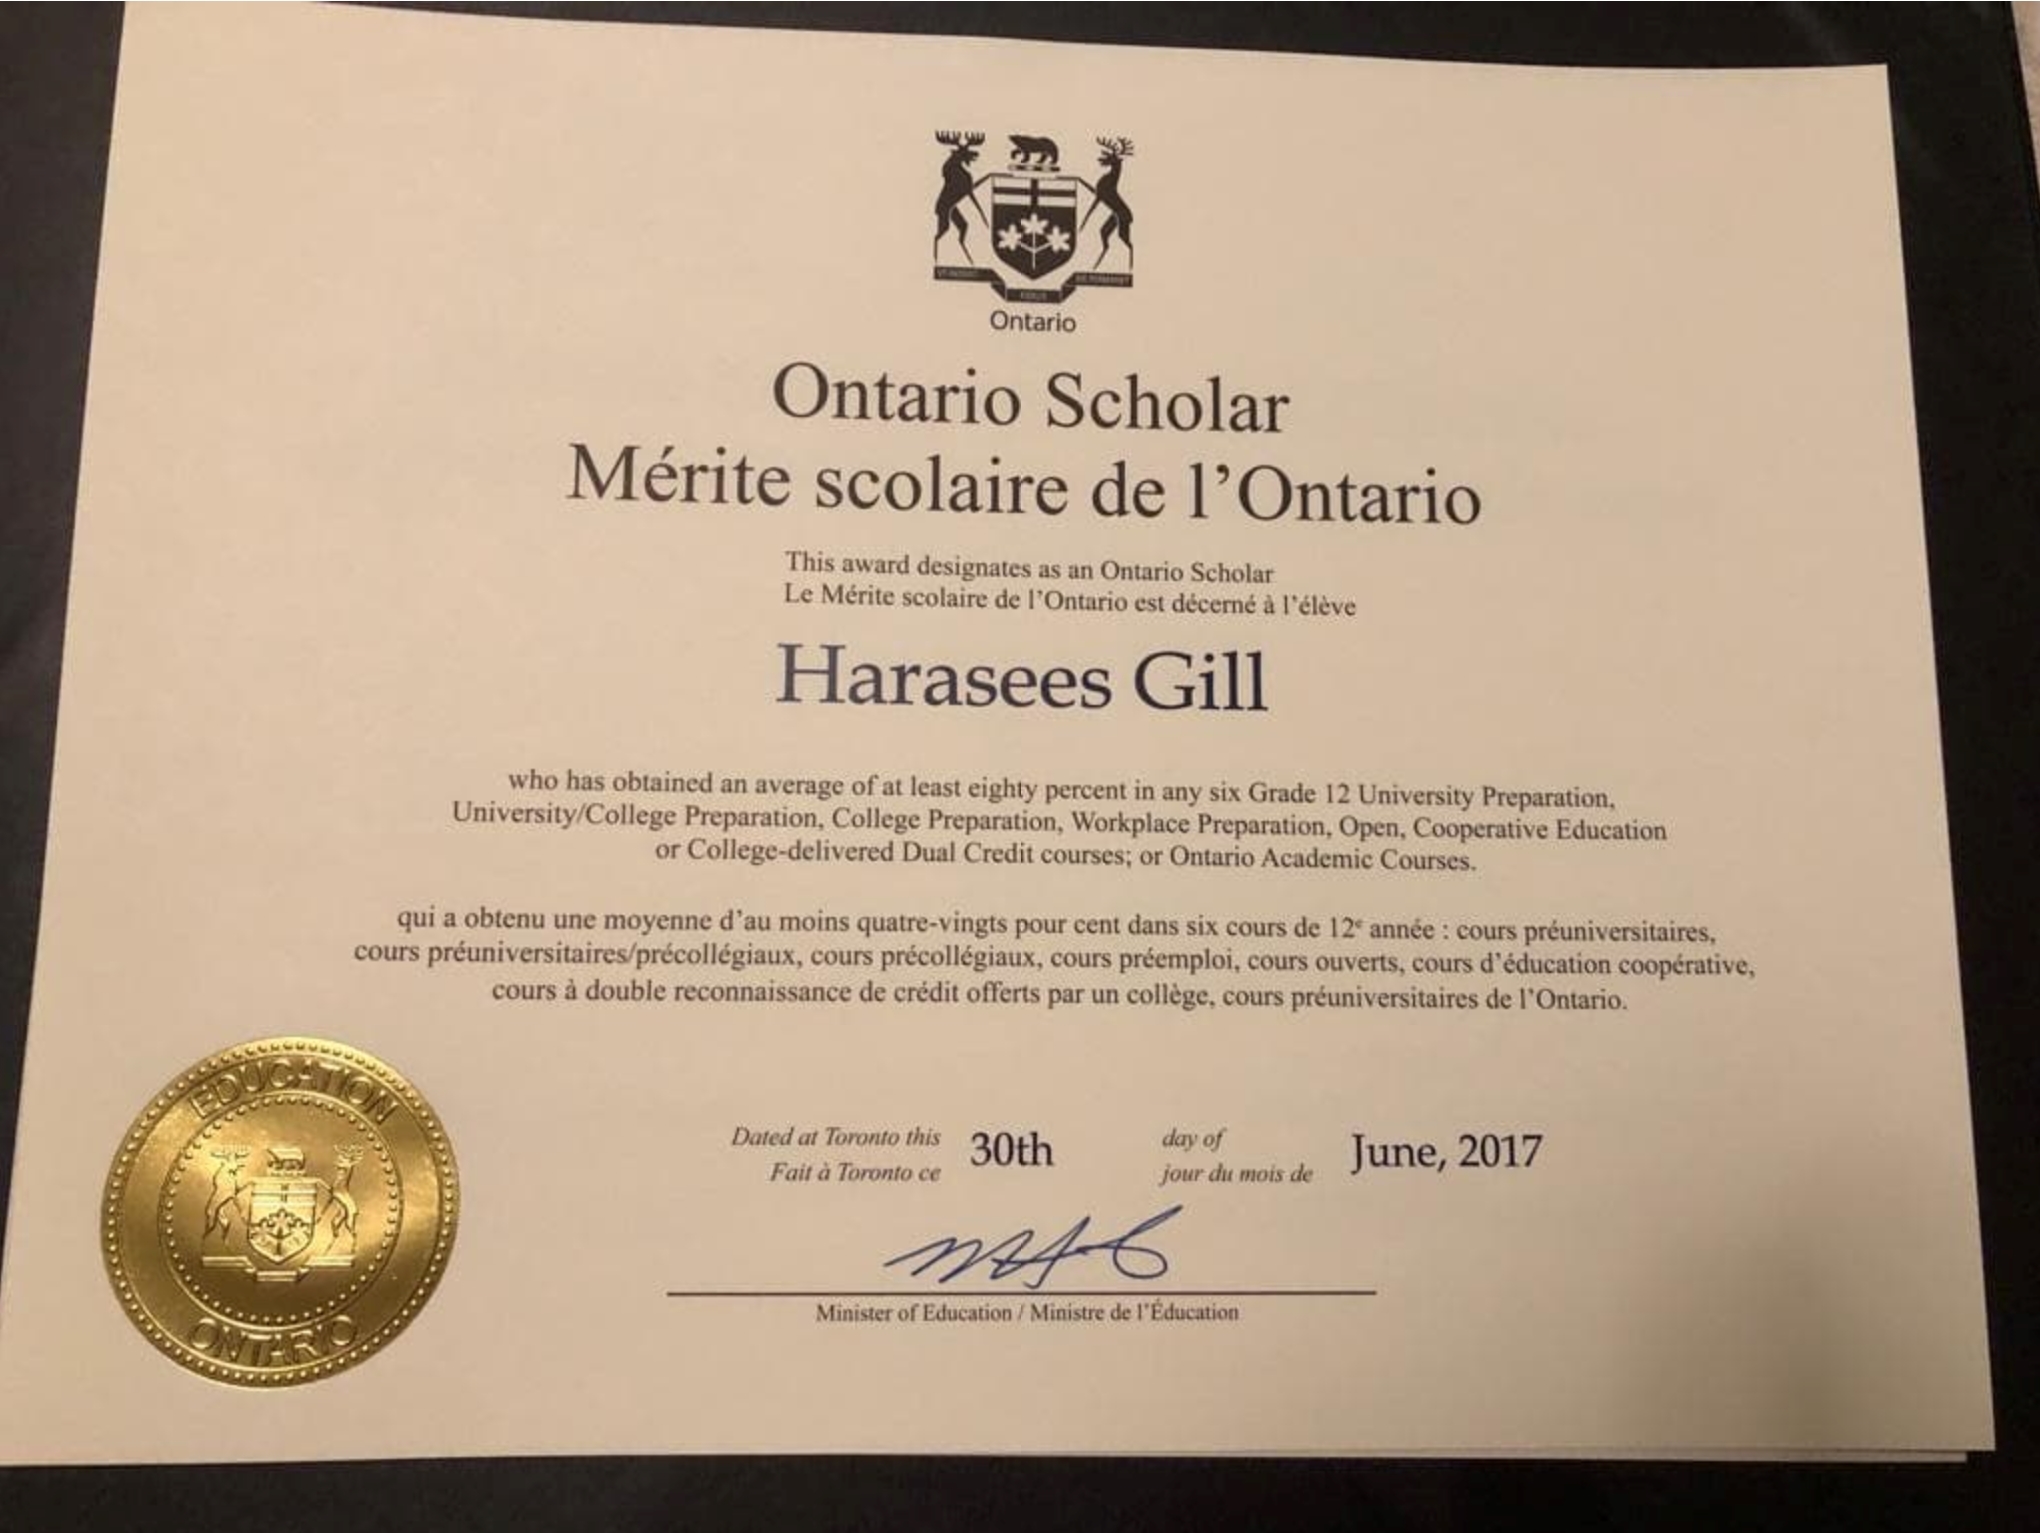 Ontario
Ontario Scholar
Mérite scolaire de l’Ontario
This award designates as an Ontario Scholar
Le Mérite scolaire de l’Ontario est décerné à l’élève
Harasees Gill
who has obtained an average of at least eighty percent in any six Grade 12 University Preparation,
University/College Preparation, College Preparation, Workplace Preparation, Open, Cooperative Education
or College-delivered Dual Credit courses; or Ontario Academic Courses.
qui a obtenu une moyenne d’au moins quatre-vingts pour cent dans six cours de 12ᵉ année : cours préuniversitaires,
cours préuniversitaires/précollégiaux, cours précollégiaux, cours préemploi, cours ouverts, cours d’éducation coopérative,
cours à double reconnaissance de crédit offerts par un collège, cours préuniversitaires de l’Ontario.
EDUCATION
ONTARIO
Dated at Toronto this 30th day of June, 2017
Fait à Toronto ce jour du mois de
Minister of Education / Ministre de l’Éducation